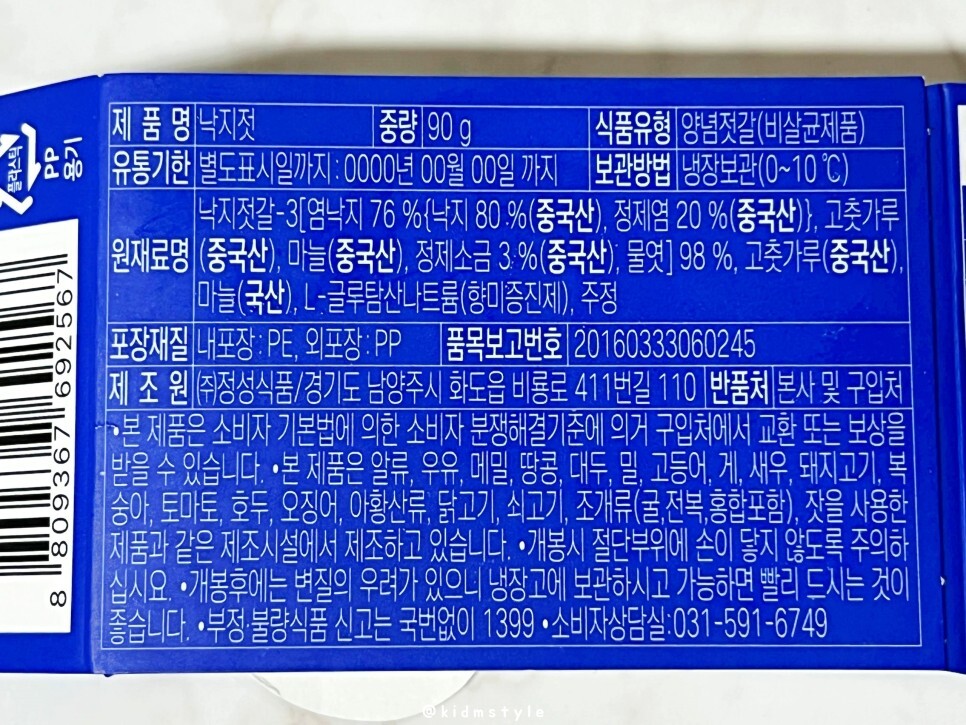 플라스틱
PP
용기
8 809367 692567
제 품 명 낙지젓 중량 90 g 식품유형 양념젓갈(비살균제품)
유통기한 별도표시일까지 : 0000년 00월 00일 까지 보관방법 냉장보관(0~10 ℃)
낙지젓갈-3[염낙지 76 %{낙지 80 %(중국산), 정제염 20 %(중국산)}, 고춧가루
원재료명 (중국산), 마늘(중국산), 정제소금 3 %(중국산), 물엿] 98 %, 고춧가루(중국산),
마늘(국산), L-글루탐산나트륨(향미증진제), 주정
포장재질 내포장 : PE, 외포장 : PP 품목보고번호 20160333060245
제 조 원 ㈜정성식품/경기도 남양주시 화도읍 비룡로 411번길 110 반품처 본사 및 구입처
•본 제품은 소비자 기본법에 의한 소비자 분쟁해결기준에 의거 구입처에서 교환 또는 보상을
받을 수 있습니다. •본 제품은 알류, 우유, 메밀, 땅콩, 대두, 밀, 고등어, 게, 새우, 돼지고기, 복
숭아, 토마토, 호두, 오징어, 아황산류, 닭고기, 쇠고기, 조개류(굴,전복,홍합포함), 잣을 사용한
제품과 같은 제조시설에서 제조하고 있습니다. •개봉시 절단부위에 손이 닿지 않도록 주의하
십시요. •개봉후에는 변질의 우려가 있으니 냉장고에 보관하시고 가능하면 빨리 드시는 것이
좋습니다. •부정·불량식품 신고는 국번없이 1399 •소비자상담실:031-591-6749
@kidmstyle